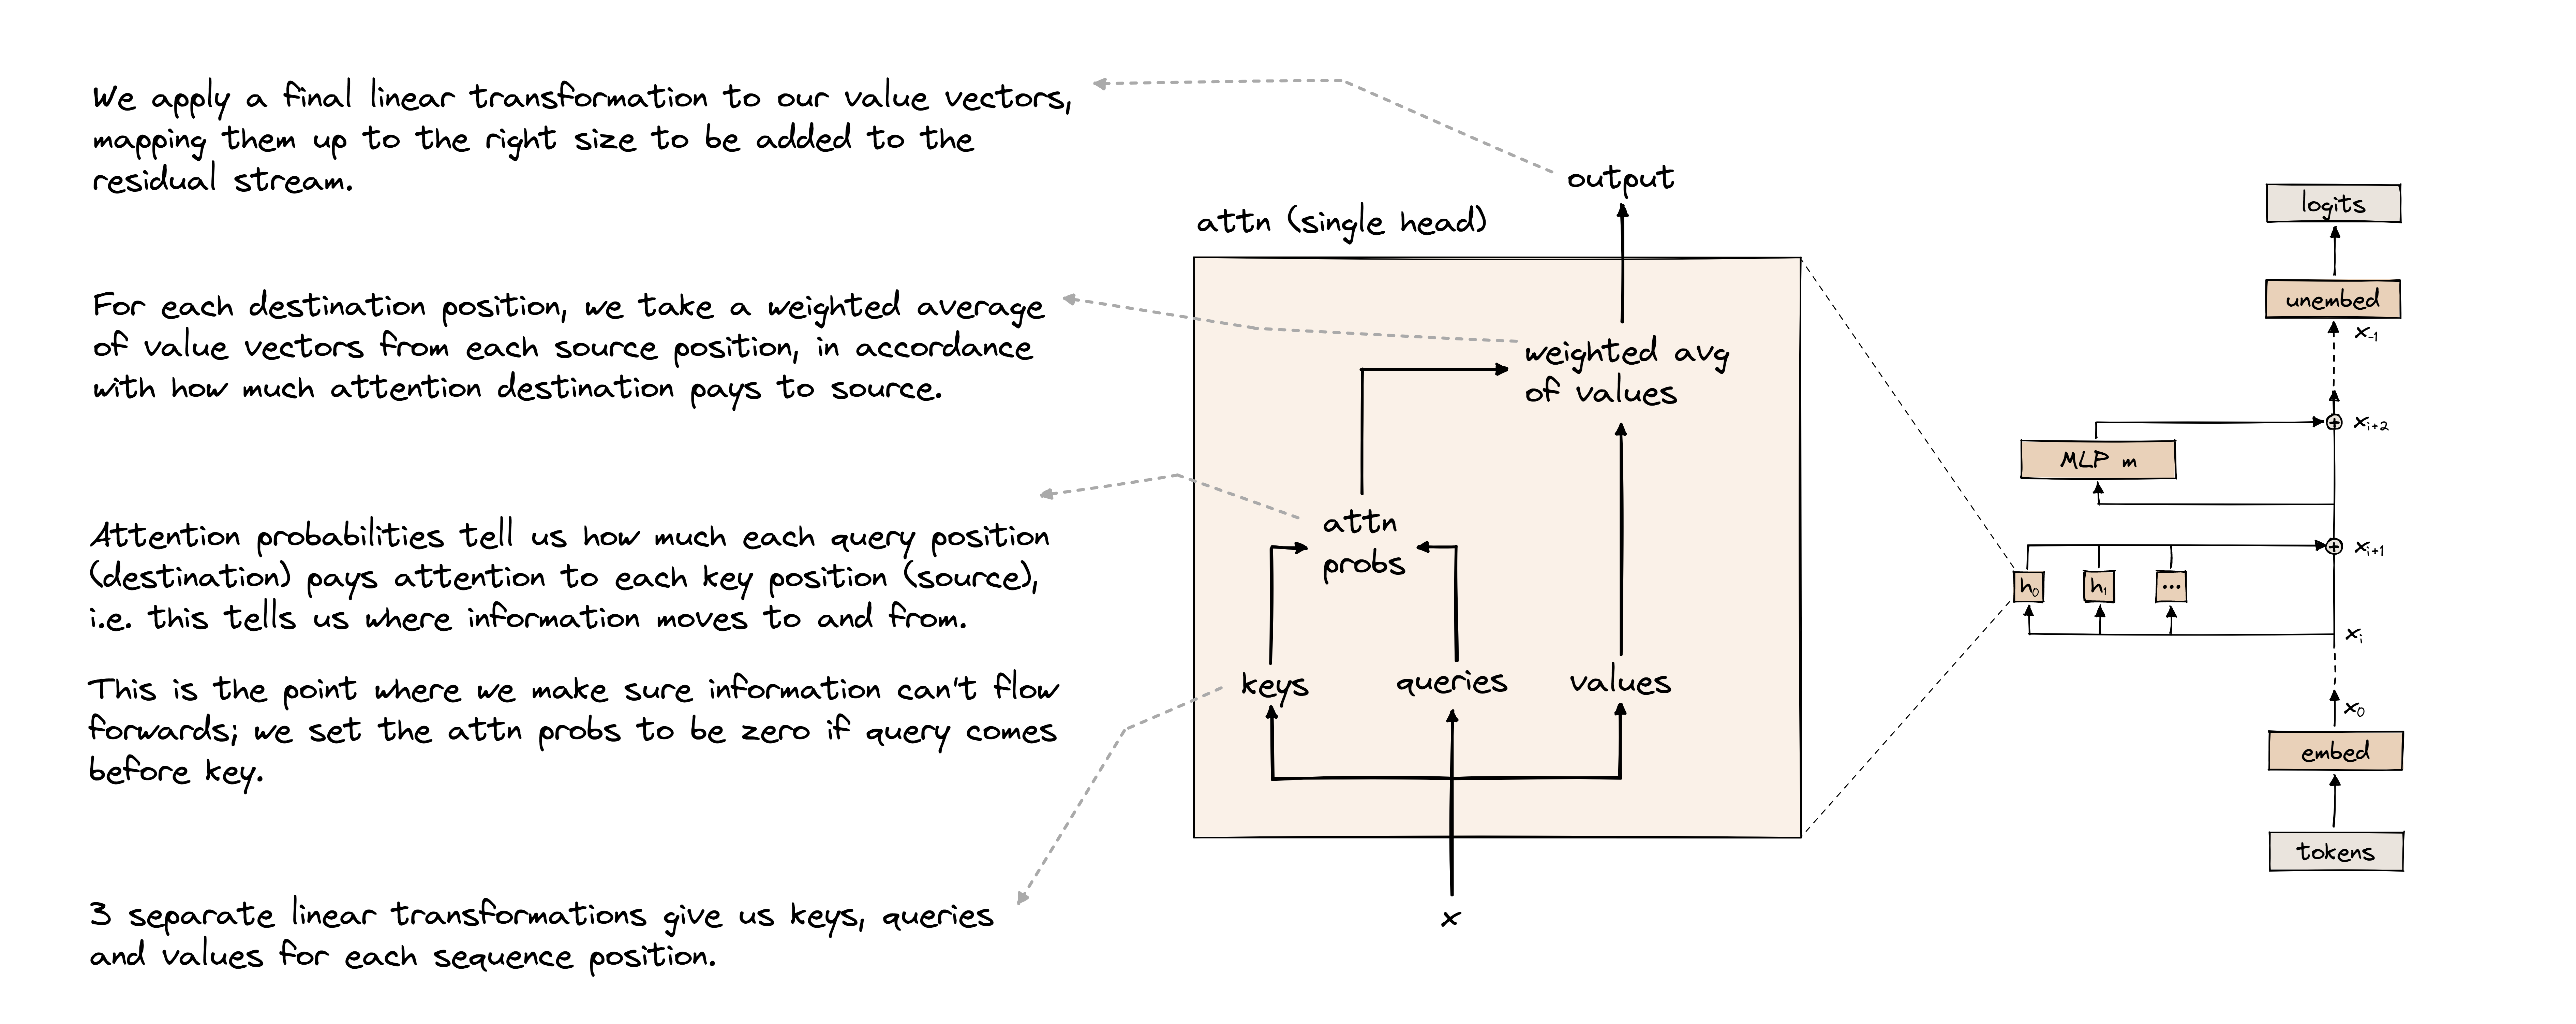 We apply a final linear transformation to our value vectors,
mapping them up to the right size to be added to the
residual stream.
For each destination position, we take a weighted average
of value vectors from each source position, in accordance
with how much attention destination pays to source.
Attention probabilities tell us how much each query position
(destination) pays attention to each key position (source),
i.e. this tells us where information moves to and from.
This is the point where we make sure information can't flow
forwards; we set the attn probs to be zero if query comes
before key.
3 separate linear transformations give us keys, queries
and values for each sequence position.
output
attn (single head)
weighted avg
of values
attn
probs
keys
queries
values
x
logits
unembed
x₋₁
xᵢ₊₂
MLP m
xᵢ₊₁
h₀
h₁
...
xᵢ
x₀
embed
tokens